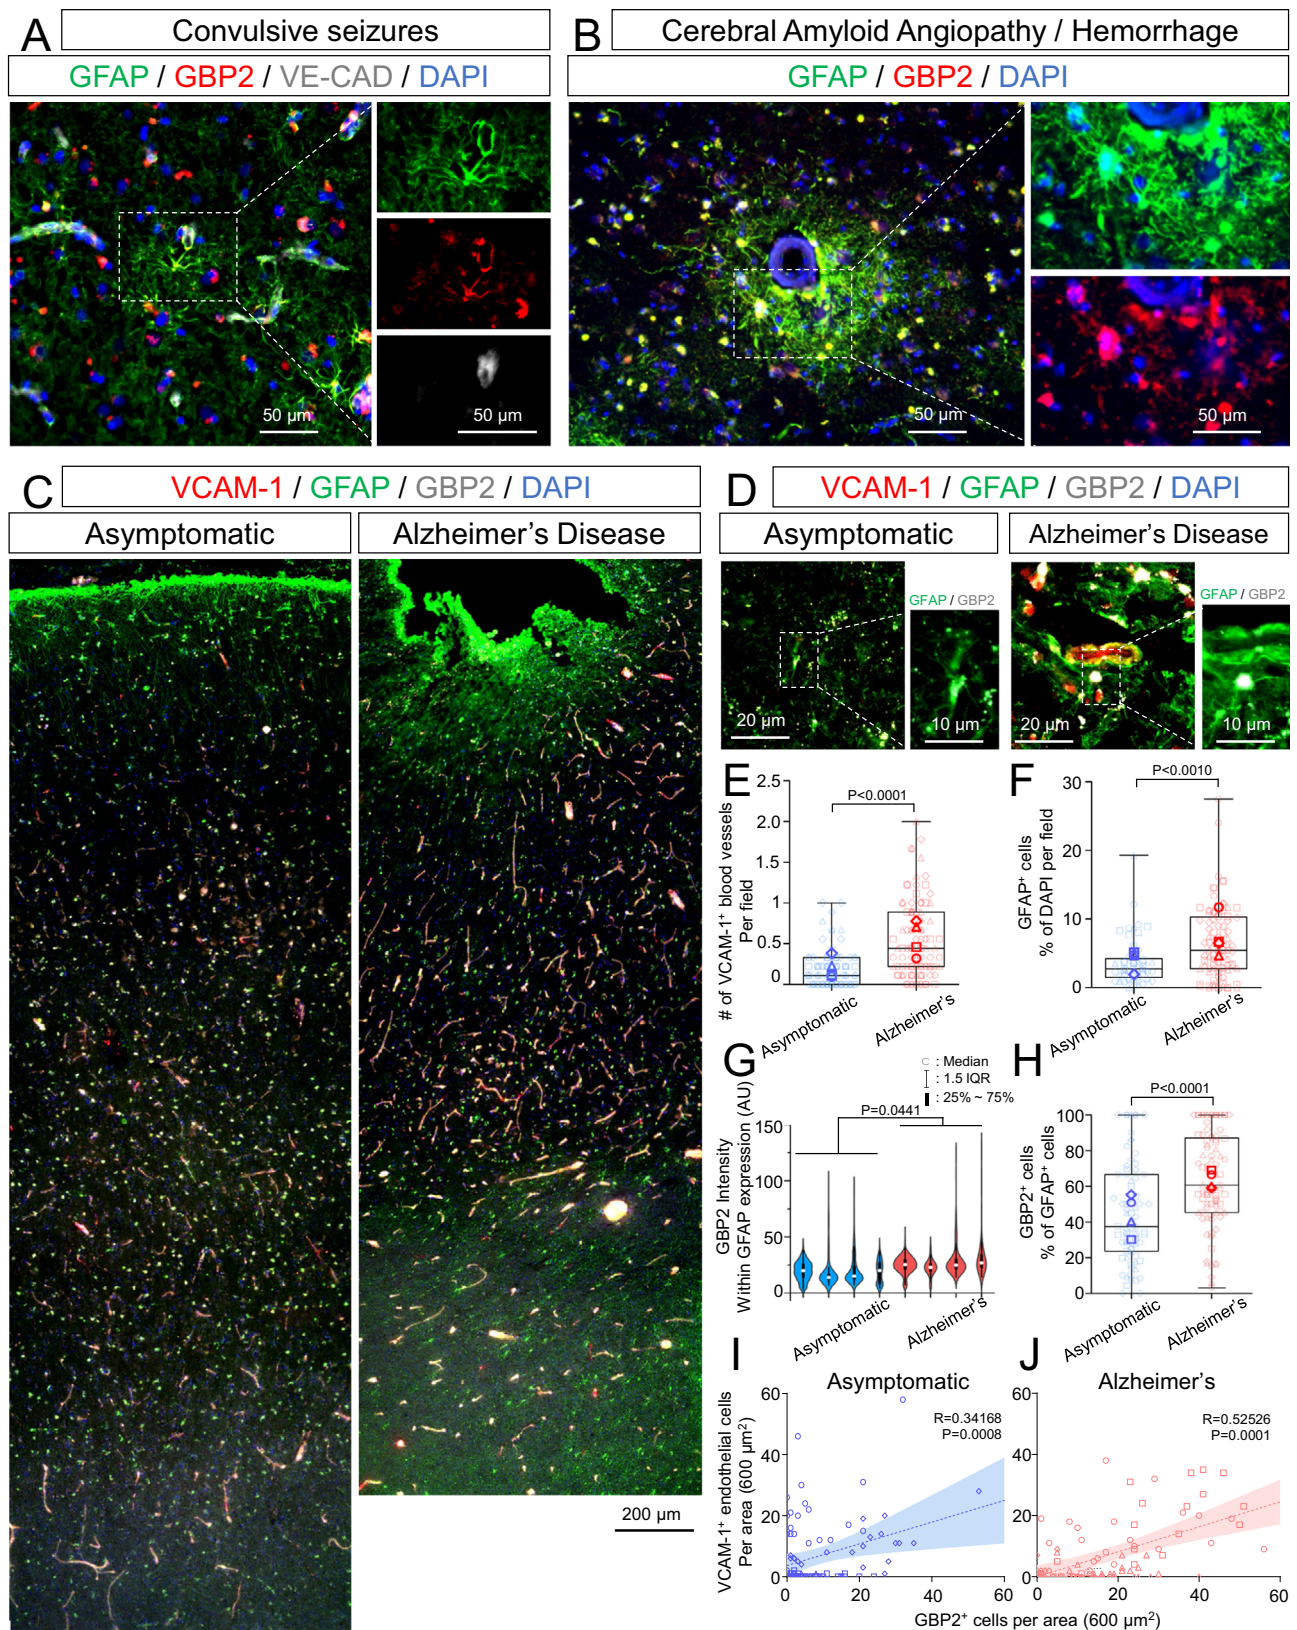 A
Convulsive seizures
GFAP / GBP2 / VE-CAD / DAPI
50 µm
50 µm
B
Cerebral Amyloid Angiopathy / Hemorrhage
GFAP / GBP2 / DAPI
50 µm
50 µm
C
VCAM-1 / GFAP / GBP2 / DAPI
Asymptomatic
Alzheimer's Disease
200 µm
D
VCAM-1 / GFAP / GBP2 / DAPI
Asymptomatic
Alzheimer's Disease
GFAP / GBP2
GFAP / GBP2
20 µm
10 µm
20 µm
10 µm
E
# of VCAM-1⁺ blood vessels
Per field
2.5
2.0
1.5
1.0
0.5
0
P<0.0001
Asymptomatic
Alzheimer's
F
GFAP⁺ cells
% of DAPI per field
30
20
10
0
P<0.0010
Asymptomatic
Alzheimer's
G
GBP2 Intensity
Within GFAP expression (AU)
: Median
: 1.5 IQR
: 25% ~ 75%
P=0.0441
150
100
50
0
Asymptomatic
Alzheimer's
H
GBP2⁺ cells
% of GFAP⁺ cells
P<0.0001
100
80
60
40
20
0
Asymptomatic
Alzheimer's
I
Asymptomatic
VCAM-1⁺ endothelial cells
Per area (600 µm²)
R=0.34168
P=0.0008
60
40
20
0
0
20
40
60
J
Alzheimer's
R=0.52526
P=0.0001
60
40
20
0
0
20
40
60
GBP2⁺ cells per area (600 µm²)